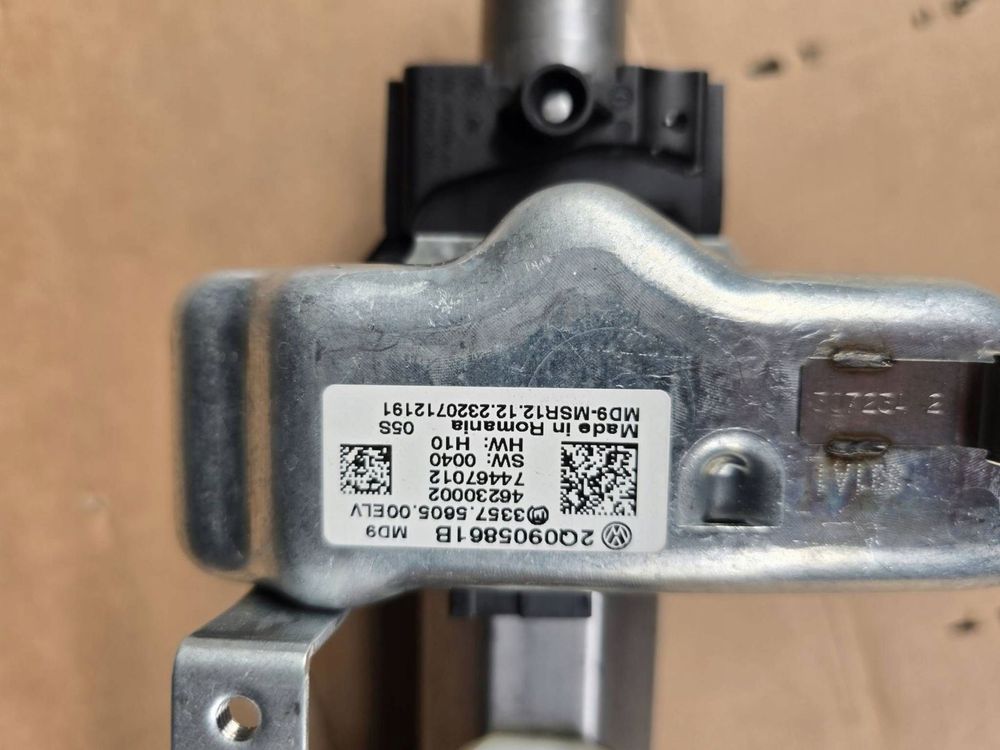 2Q0905861B MD9
3357.5605.00ELV
46230002
74467012
SW: 0040
HW: H10
Made in Romania 05S
MD9-MSR12.12.2320712191